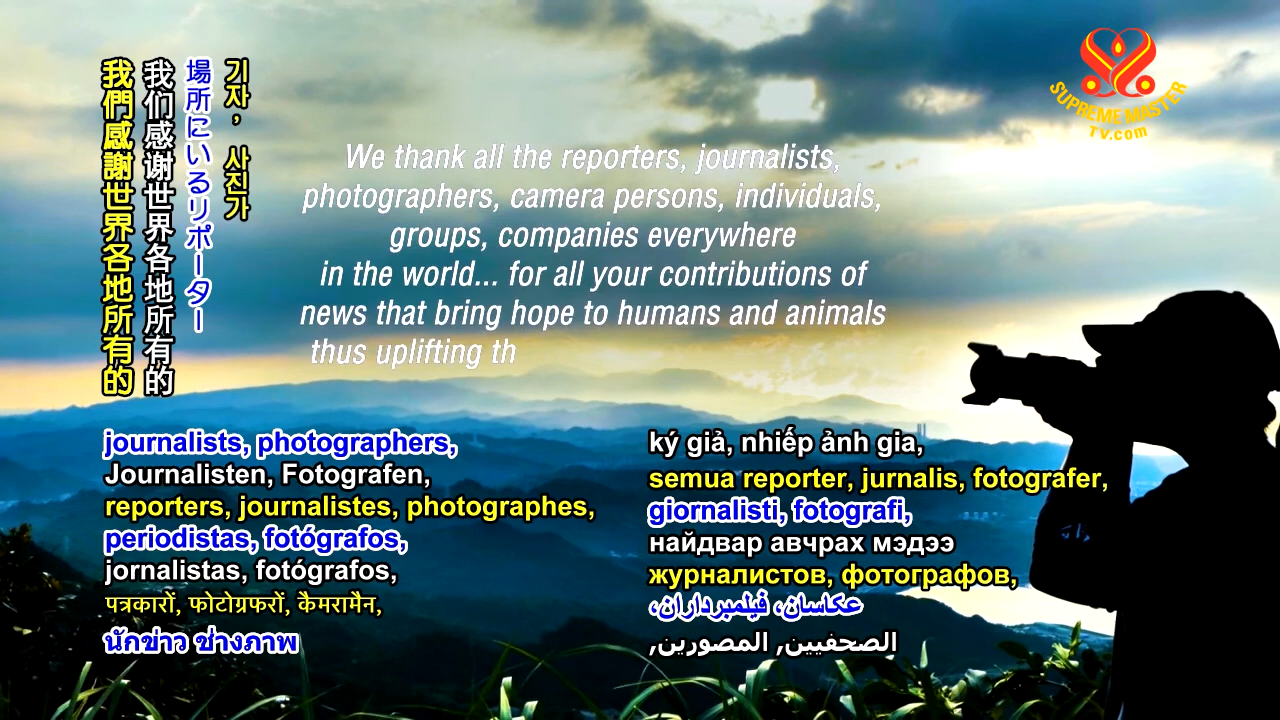 我們感謝世界各地所有的
我们感谢世界各地所有的
場所にいるリポーター
기자, 사진가
SUPREME MASTER
TV.com
We thank all the reporters, journalists,
photographers, camera persons, individuals,
groups, companies everywhere
in the world... for all your contributions of
news that bring hope to humans and animals
thus uplifting th
journalists, photographers,
Journalisten, Fotografen,
reporters, journalistes, photographes,
periodistas, fotógrafos,
jornalistas, fotógrafos,
पत्रकारों, फोटोग्रफरों, कैमरामैन,
นักข่าว ช่างภาพ
ký giả, nhiếp ảnh gia,
semua reporter, jurnalis, fotografer,
giornalisti, fotografi,
найдвар авчрах мэдээ
журналистов, фотографов,
عکاسان، فیلمبرداران،
الصحفيين, المصورين,